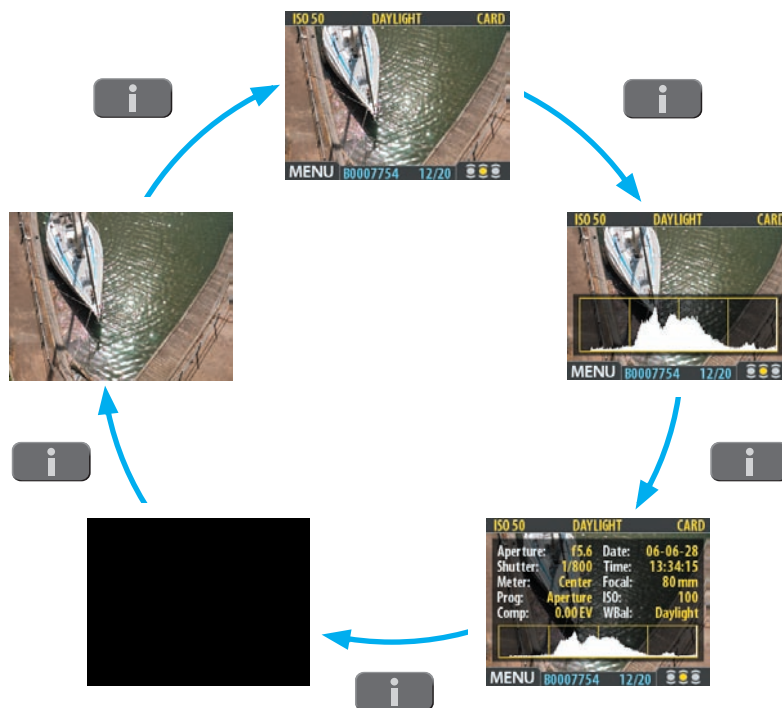 ISO 50 DAYLIGHT CARD
MENU B0007754 12/20
i
i
ISO 50 DAYLIGHT CARD
MENU B0007754 12/20
i
i
ISO 50 DAYLIGHT CARD
Aperture: f5.6 Date: 06-06-28
Shutter: 1/800 Time: 13:34:15
Meter: Center Focal: 80 mm
Prog: Aperture ISO: 100
Comp: 0.00 EV WBal: Daylight
MENU B0007754 12/20
i